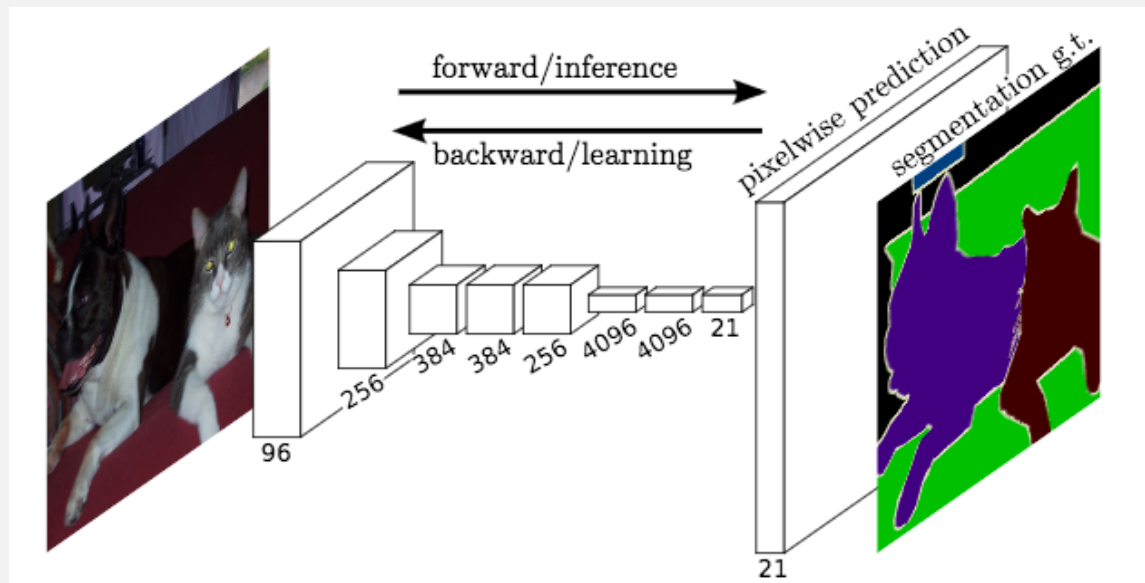 forward/inference
backward/learning
pixelwise prediction
segmentation g.t.
96
256
384
384
256
4096
4096
21
21